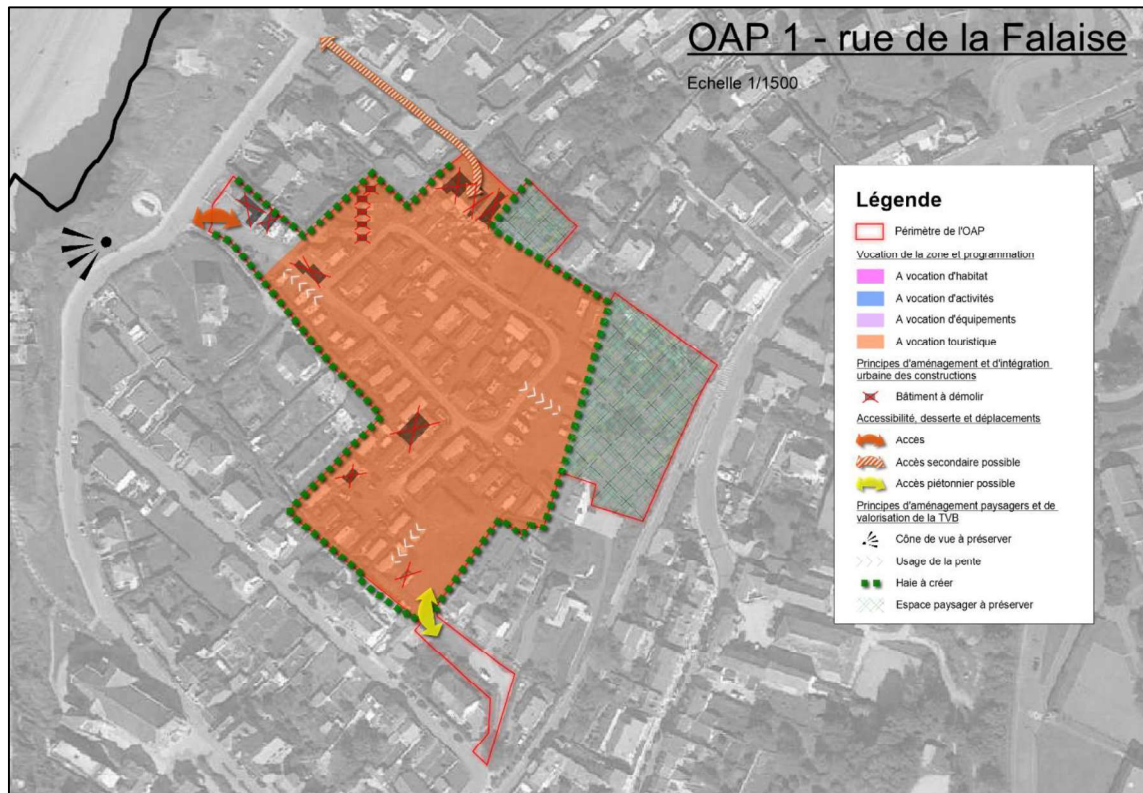 OAP 1 - rue de la Falaise
Echelle 1/1500
Légende
Périmètre de l'OAP
Vocation de la zone et programmation
A vocation d'habitat
A vocation d'activités
A vocation d'équipements
A vocation touristique
Principes d'aménagement et d'intégration
urbaine des constructions
Bâtiment à démolir
Accessibilité, desserte et déplacements
Accès
Accès secondaire possible
Accès piétonnier possible
Principes d'aménagement paysagers et de
valorisation de la TVB
Cône de vue à préserver
Usage de la pente
Haie à créer
Espace paysager à préserver